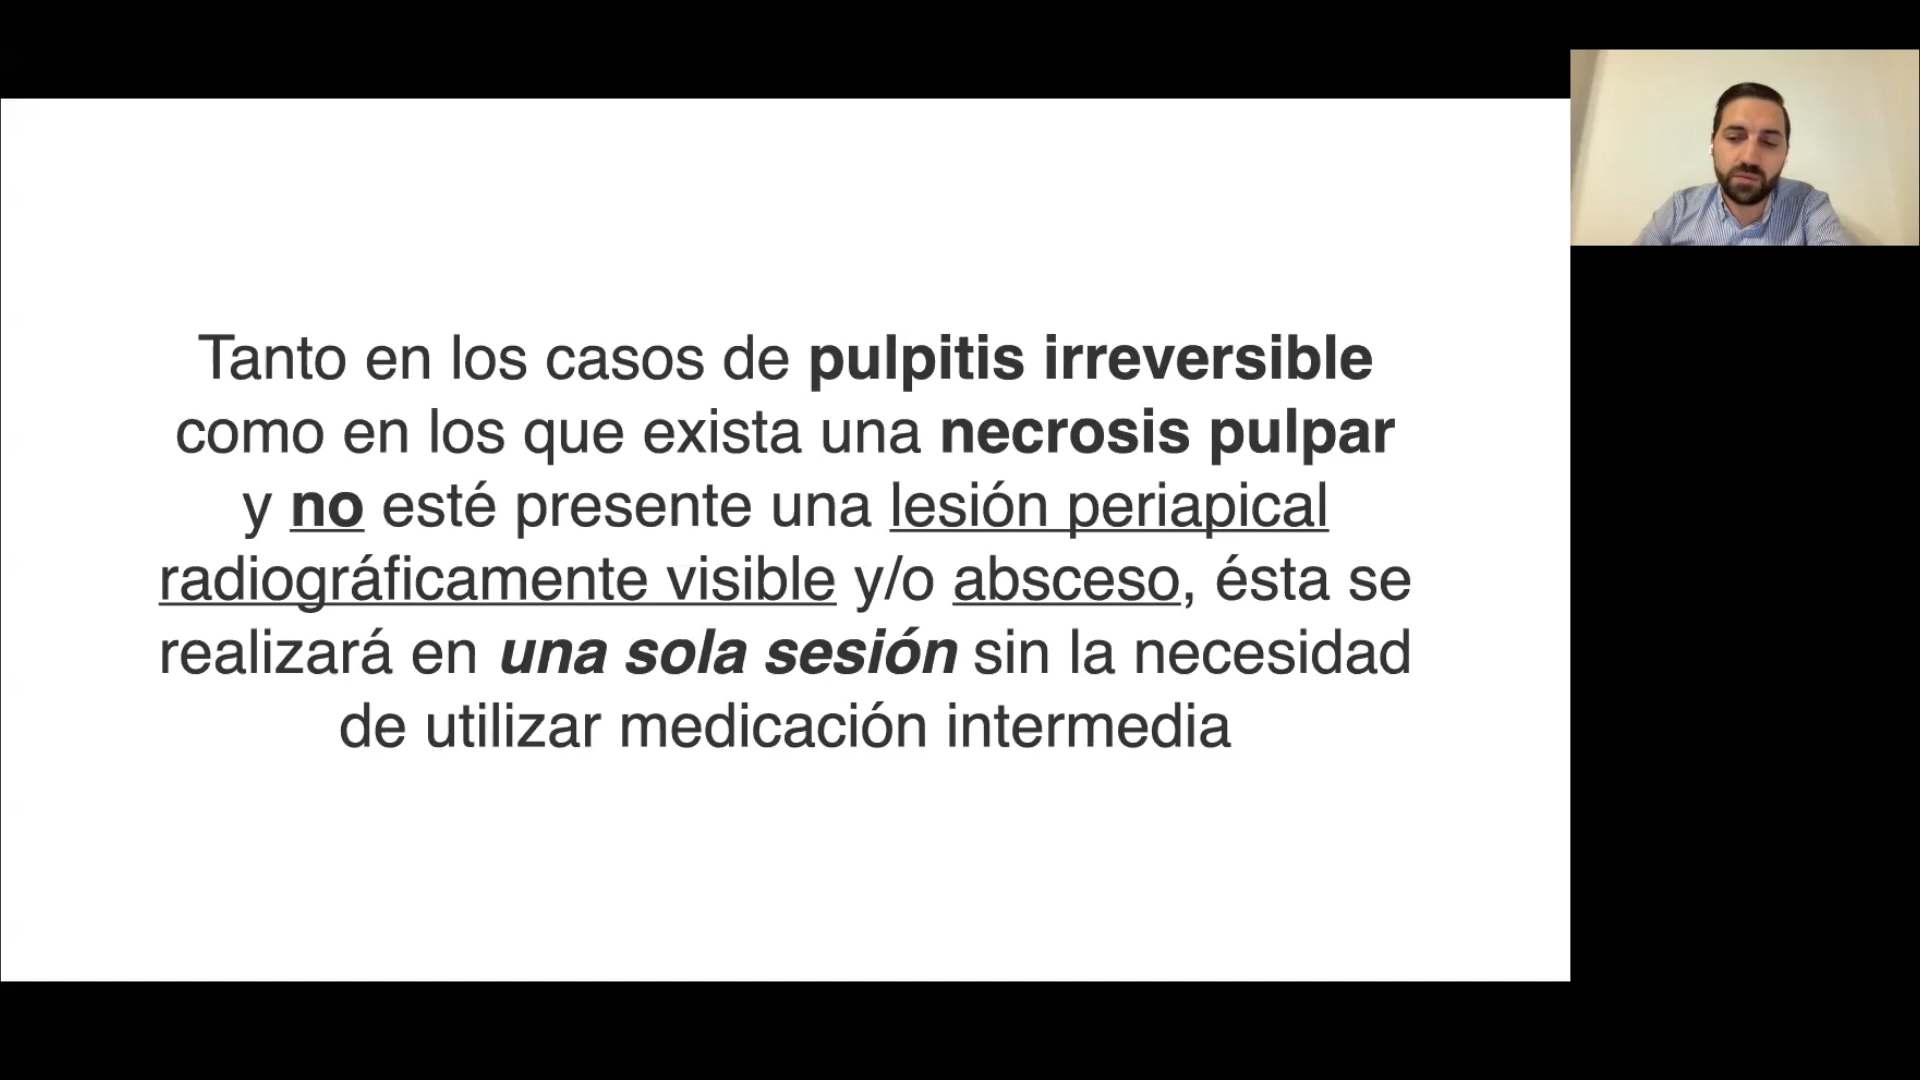 Tanto en los casos de pulpitis irreversible
como en los que exista una necrosis pulpar
y no esté presente una lesión periapical
radiográficamente visible y/o absceso, ésta se
realizará en una sola sesión sin la necesidad
de utilizar medicación intermedia